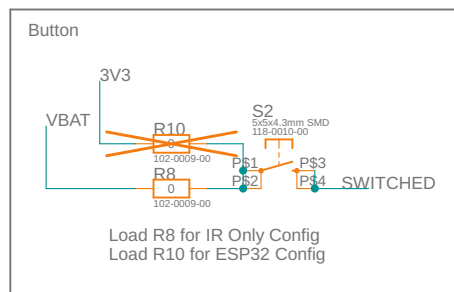 Button
3V3
VBAT
S2
5x5x4.3mm SMD
118-0010-00
R10
0
102-0009-00
P$1
P$3
R8
P$2
P$4
0
SWITCHED
102-0009-00
Load R8 for IR Only Config
Load R10 for ESP32 Config